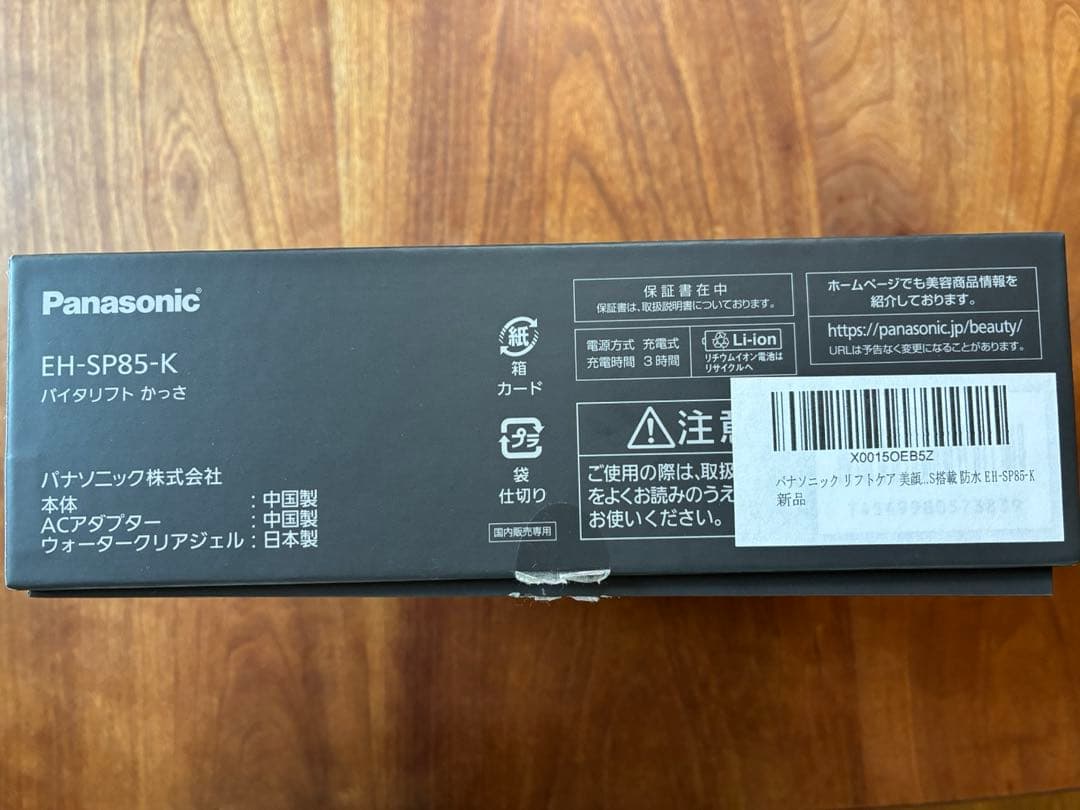 Panasonic®
EH-SP85-K
バイタリフト かっさ
パナソニック株式会社
本体 : 中国製
ACアダプター : 中国製
ウォータークリアジェル : 日本製
紙
箱
カード
プラ
袋
仕切り
国内販売専用
保証書在中
保証書は、取扱説明書についております。
電源方式 充電式
充電時間 3時間
Li-ion
リチウムイオン電池は
リサイクルへ
ホームページでも美容商品情報を
紹介しております。
https://panasonic.jp/beauty/
URLは予告なく変更になることがあります。
注意
ご使用の際は、取扱
をよくお読みのうえ
お使いください。
X0015OEB5Z
パナソニック リフトケア 美顔...S搭載 防水 EH-SP85-K
新品